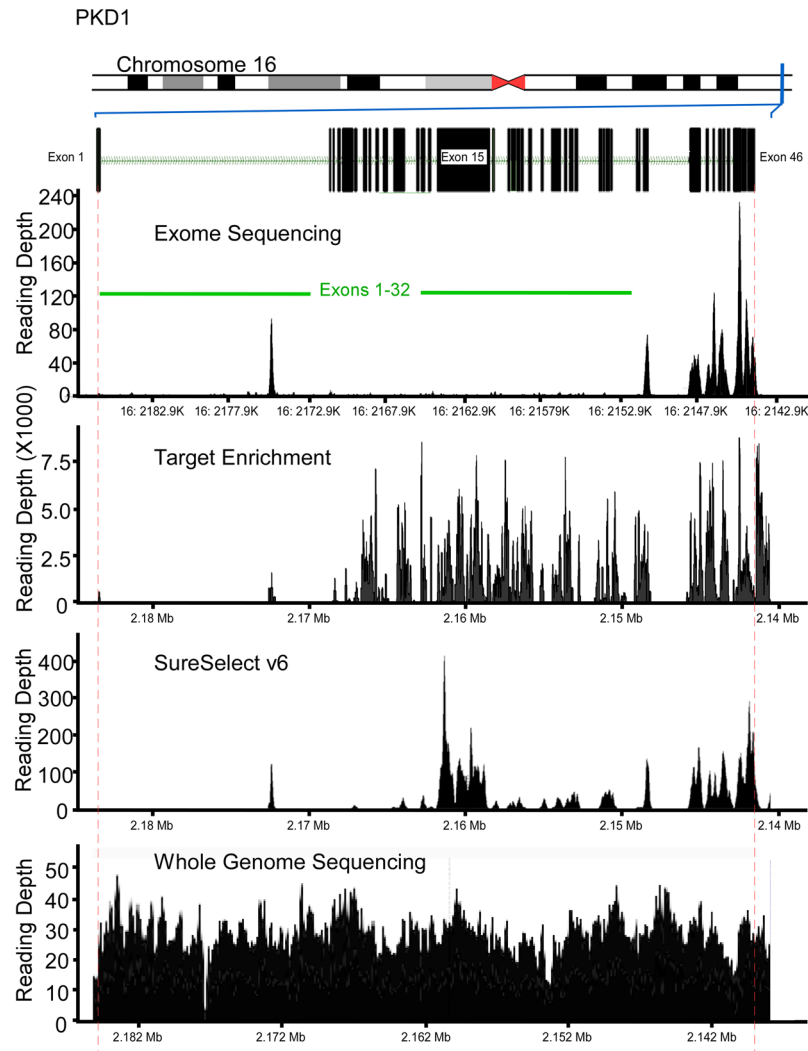 PKD1
Chromosome 16
Exon 1
Exon 15
Exon 46
Reading Depth
240
200
160
120
80
40
0
Exome Sequencing
Exons 1-32
16: 2182.9K 16: 2177.9K 16: 2172.9K 16: 2167.9K 16: 2162.9K 16: 21579K 16: 2152.9K 16: 2147.9K 16: 2142.9K
Reading Depth (X1000)
7.5
5.0
2.5
0
Target Enrichment
2.18 Mb 2.17 Mb 2.16 Mb 2.15 Mb 2.14 Mb
Reading Depth
400
300
200
100
0
SureSelect v6
2.18 Mb 2.17 Mb 2.16 Mb 2.15 Mb 2.14 Mb
Reading Depth
50
40
30
20
10
0
Whole Genome Sequencing
2.182 Mb 2.172 Mb 2.162 Mb 2.152 Mb 2.142 Mb